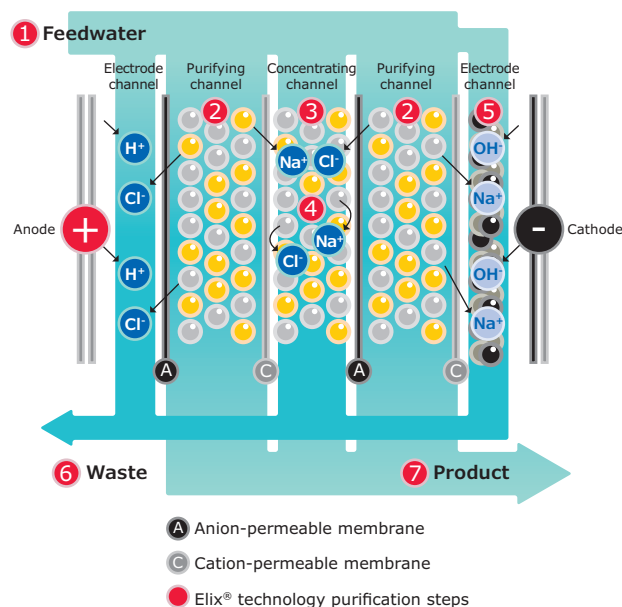 1 Feedwater
Electrode channel
Purifying channel
Concentrating channel
Purifying channel
Electrode channel
2
3
2
5
H+
Na+
Cl-
OH-
Cl-
Na+
4
Anode
+
Na+
-
Cathode
Cl-
H+
OH-
Cl-
Na+
A
C
A
C
6 Waste
7 Product
A Anion-permeable membrane
C Cation-permeable membrane
Elix® technology purification steps